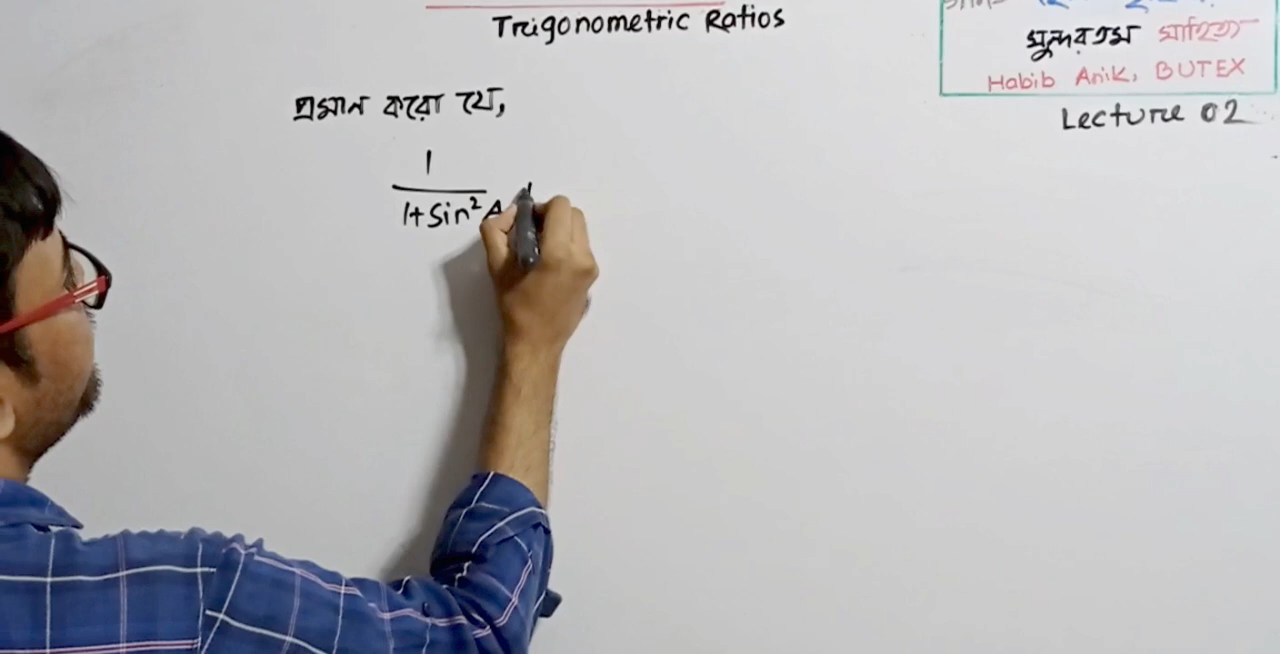 Trigonometric Ratios
সুন্দরতম সাহিত্য
Habib Anik, BUTEX
Lecture 02
প্রমান করো যে,
1
1+Sin²A